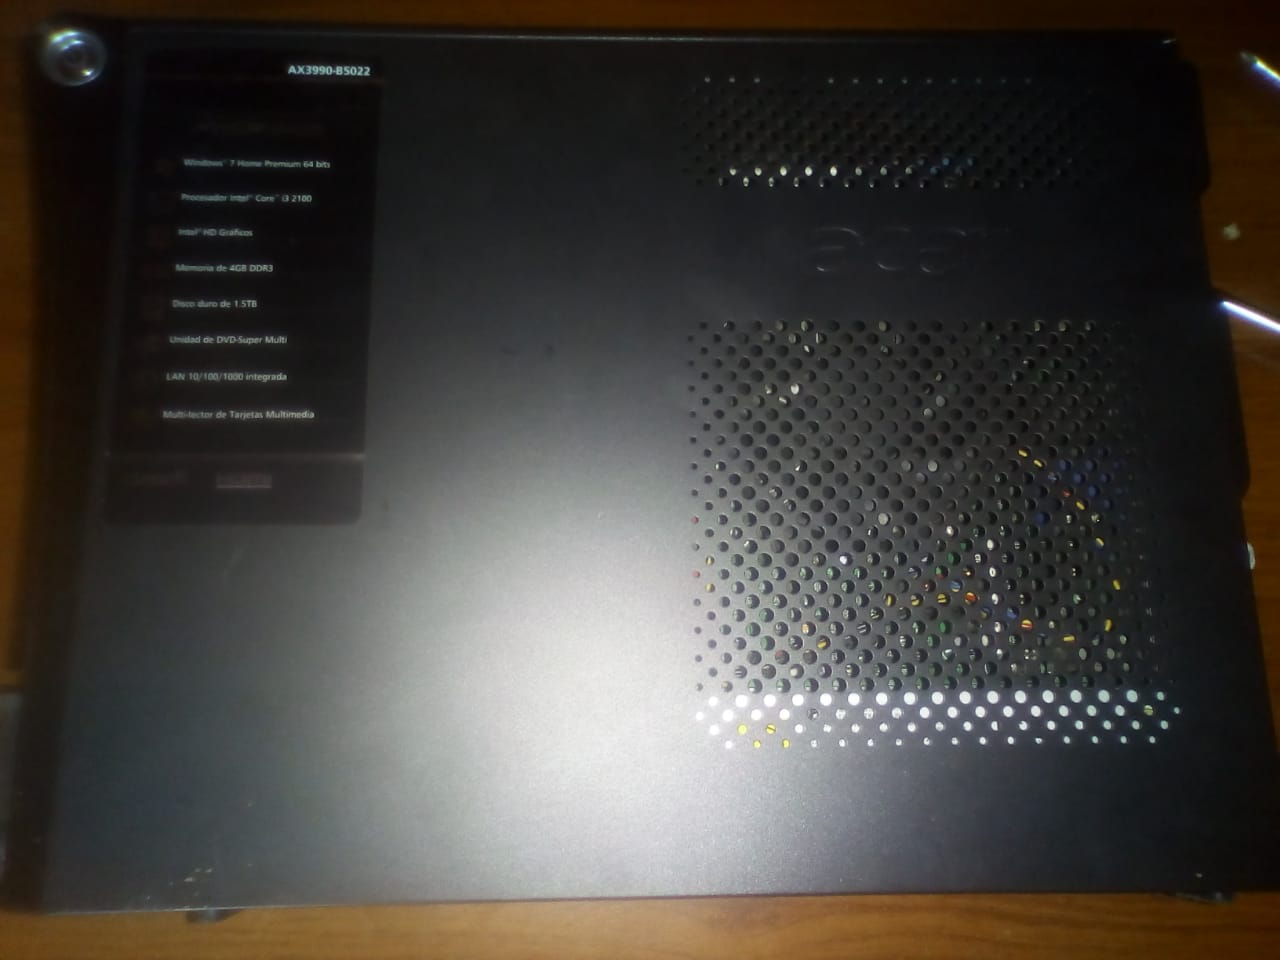 AX3990-B5022
Windows® 7 Home Premium 64 bits
Procesador Intel® Core™ i3 2100
Intel® HD Gráficos
Memoria de 4GB DDR3
Disco duro de 1.5TB
Unidad de DVD-Super Multi
LAN 10/100/1000 integrada
Multi-lector de Tarjetas Multimedia
acer